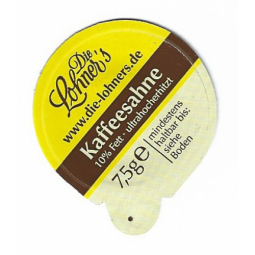 Die
Lohner's
www.die-lohners.de
Kaffeesahne
10% Fett - ultrahocherhitzt
7,5g e
mindestens
haltbar bis:
siehe
Boden